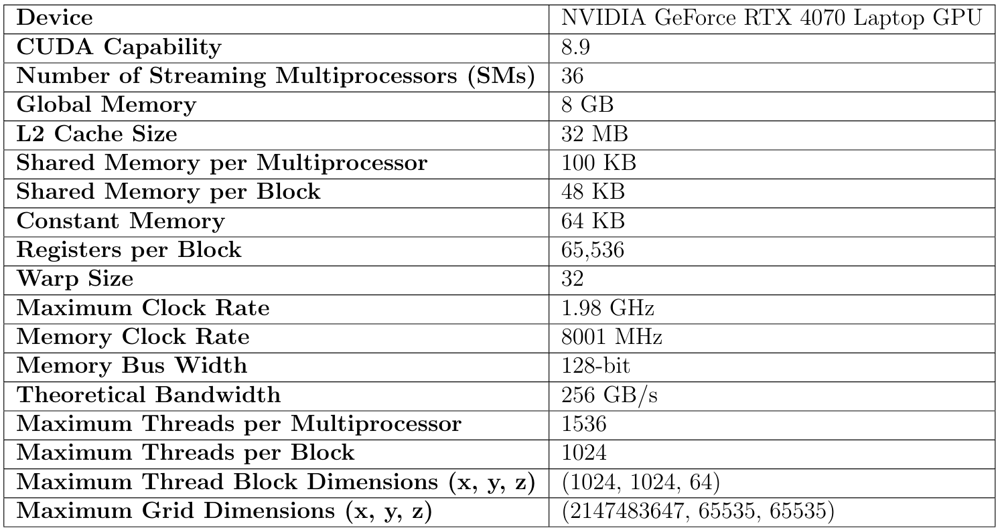 Device NVIDIA GeForce RTX 4070 Laptop GPU
CUDA Capability 8.9
Number of Streaming Multiprocessors (SMs) 36
Global Memory 8 GB
L2 Cache Size 32 MB
Shared Memory per Multiprocessor 100 KB
Shared Memory per Block 48 KB
Constant Memory 64 KB
Registers per Block 65,536
Warp Size 32
Maximum Clock Rate 1.98 GHz
Memory Clock Rate 8001 MHz
Memory Bus Width 128-bit
Theoretical Bandwidth 256 GB/s
Maximum Threads per Multiprocessor 1536
Maximum Threads per Block 1024
Maximum Thread Block Dimensions (x, y, z) (1024, 1024, 64)
Maximum Grid Dimensions (x, y, z) (2147483647, 65535, 65535)